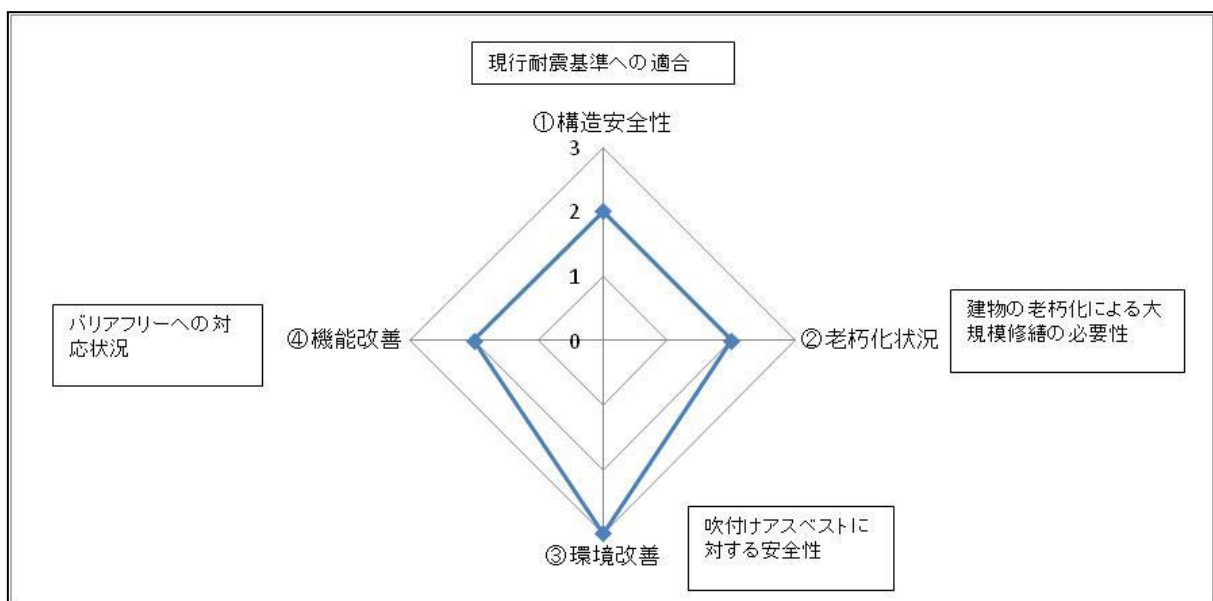 現行耐震基準への適合
①構造安全性
3
2
1
0
バリアフリーへの対
応状況
④機能改善
②老朽化状況
建物の老朽化による大
規模修繕の必要性
③環境改善
吹付けアスベストに
対する安全性